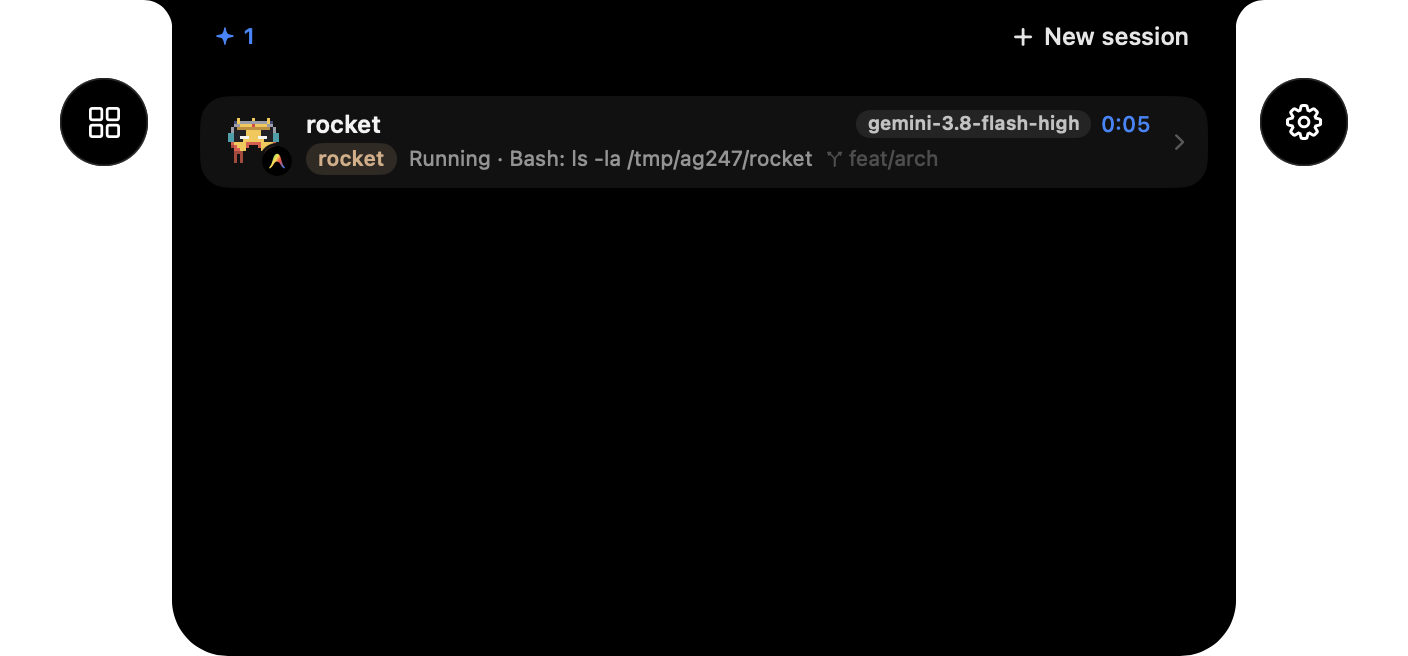 1
+ New session
rocket
gemini-3.8-flash-high 0:05
rocket Running · Bash: ls -la /tmp/ag247/rocket feat/arch